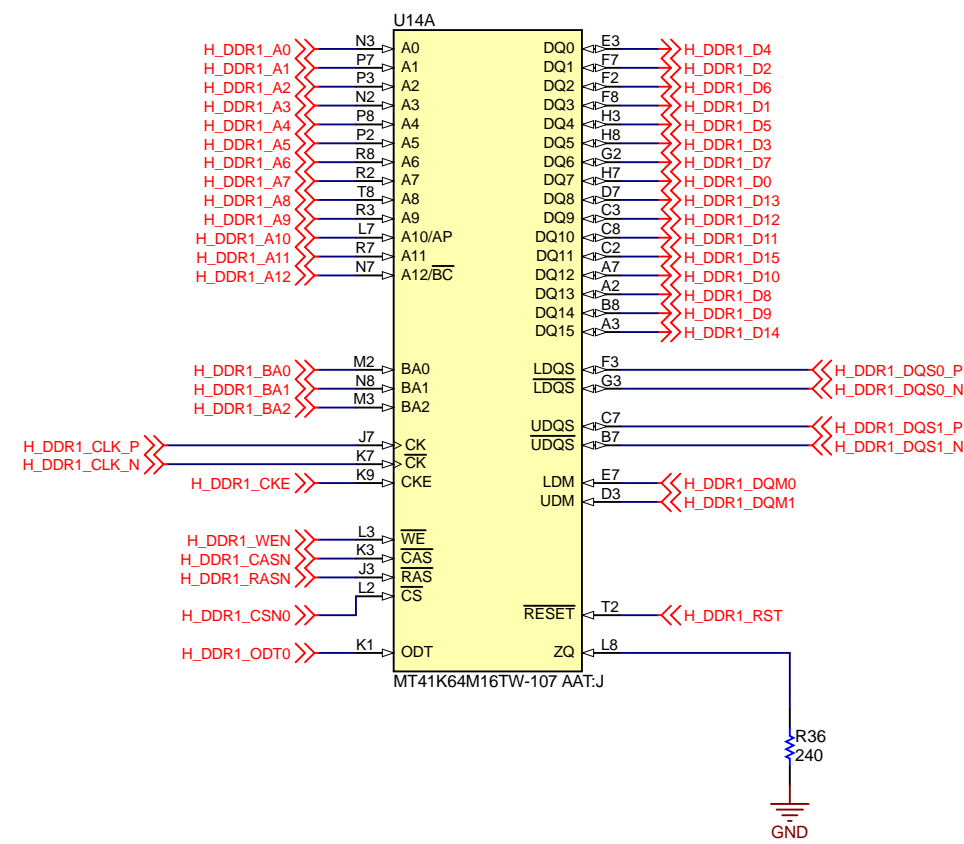 U14A
H_DDR1_A0 N3 A0 DQ0 E3 H_DDR1_D4
H_DDR1_A1 P7 A1 DQ1 F7 H_DDR1_D2
H_DDR1_A2 P3 A2 DQ2 F2 H_DDR1_D6
H_DDR1_A3 N2 A3 DQ3 F8 H_DDR1_D1
H_DDR1_A4 P8 A4 DQ4 H3 H_DDR1_D5
H_DDR1_A5 P2 A5 DQ5 H8 H_DDR1_D3
H_DDR1_A6 R8 A6 DQ6 G2 H_DDR1_D7
H_DDR1_A7 R2 A7 DQ7 H7 H_DDR1_D0
H_DDR1_A8 T8 A8 DQ8 D7 H_DDR1_D13
H_DDR1_A9 R3 A9 DQ9 C3 H_DDR1_D12
H_DDR1_A10 L7 A10/AP DQ10 C8 H_DDR1_D11
H_DDR1_A11 R7 A11 DQ11 C2 H_DDR1_D15
H_DDR1_A12 N7 A12/BC DQ12 A7 H_DDR1_D10
DQ13 A2 H_DDR1_D8
DQ14 B8 H_DDR1_D9
DQ15 A3 H_DDR1_D14
H_DDR1_BA0 M2 BA0 LDQS F3 H_DDR1_DQS0_P
H_DDR1_BA1 N8 BA1 LDQS G3 H_DDR1_DQS0_N
H_DDR1_BA2 M3 BA2
UDQS C7 H_DDR1_DQS1_P
H_DDR1_CLK_P J7 CK UDQS B7 H_DDR1_DQS1_N
H_DDR1_CLK_N K7 CK
H_DDR1_CKE K9 CKE LDM E7 H_DDR1_DQM0
UDM D3 H_DDR1_DQM1
H_DDR1_WEN L3 WE
H_DDR1_CASN K3 CAS
H_DDR1_RASN J3 RAS
L2 CS
H_DDR1_CSN0 RESET T2 H_DDR1_RST
H_DDR1_ODT0 K1 ODT ZQ L8
MT41K64M16TW-107 AAT:J
R36
240
GND